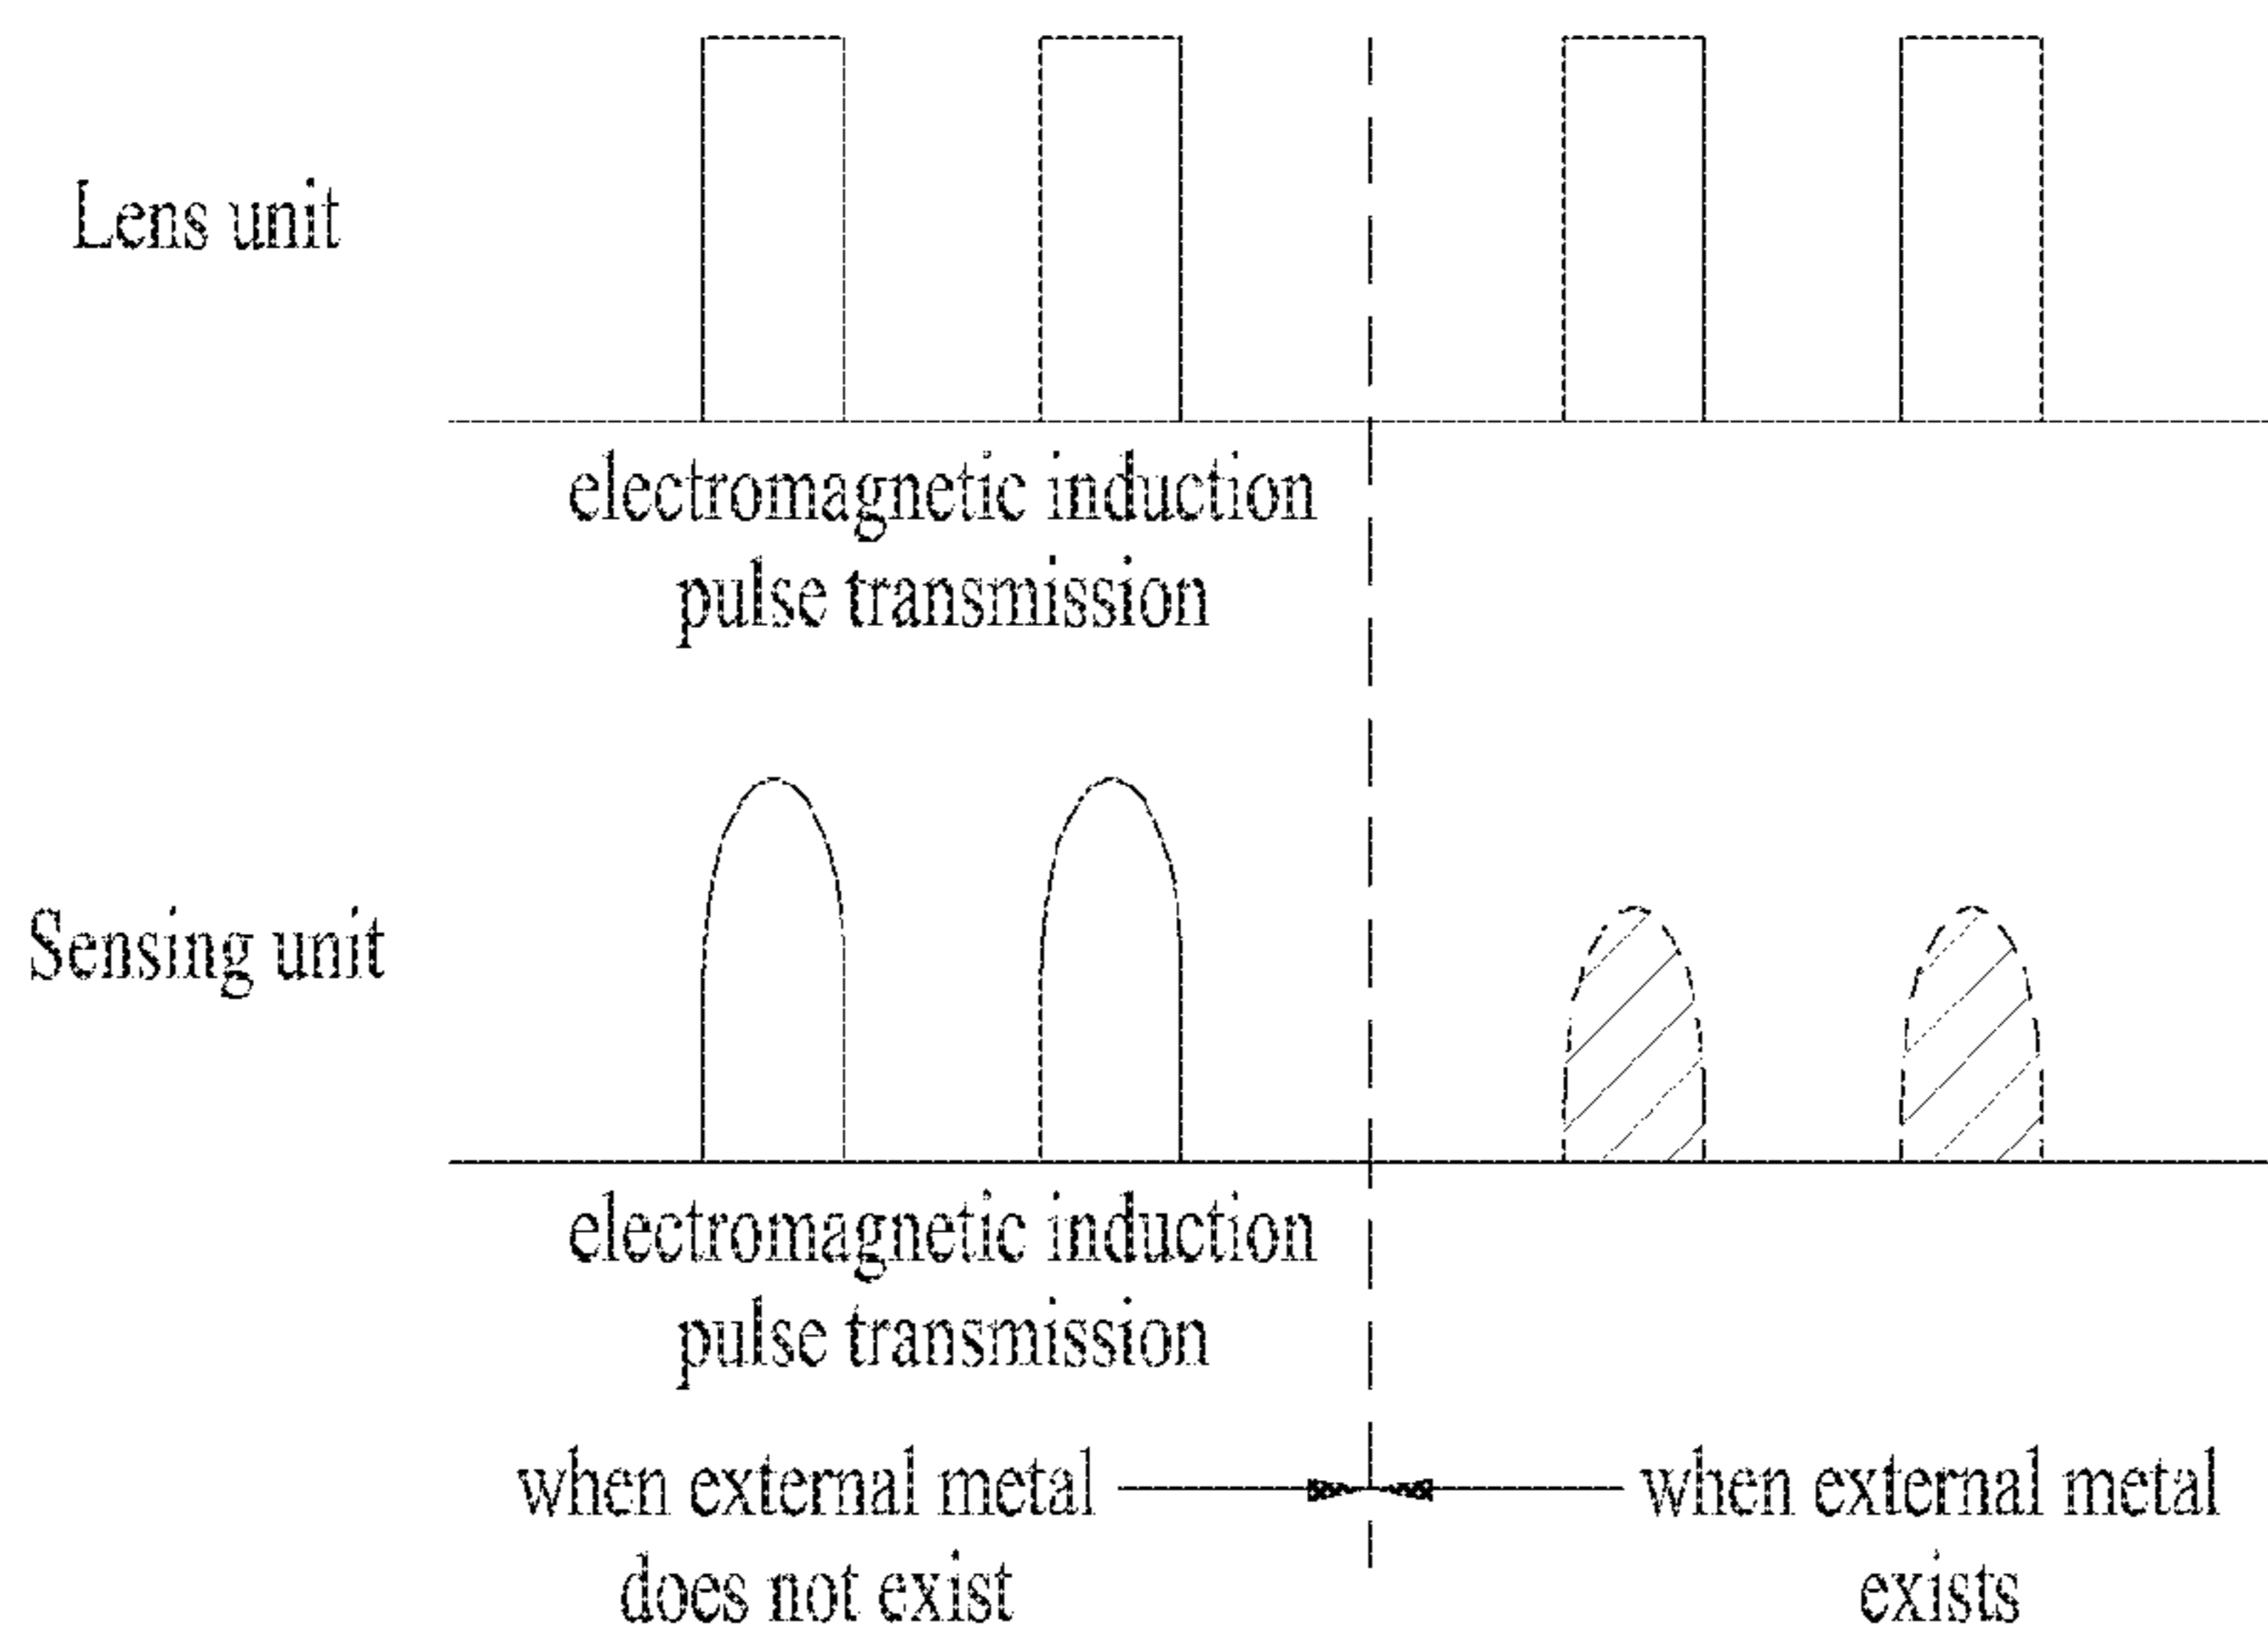 Lens unit
electromagnetic induction
pulse transmission
Sensing unit
electromagnetic induction
pulse transmission
when external metal
does not exist
when external metal
exists